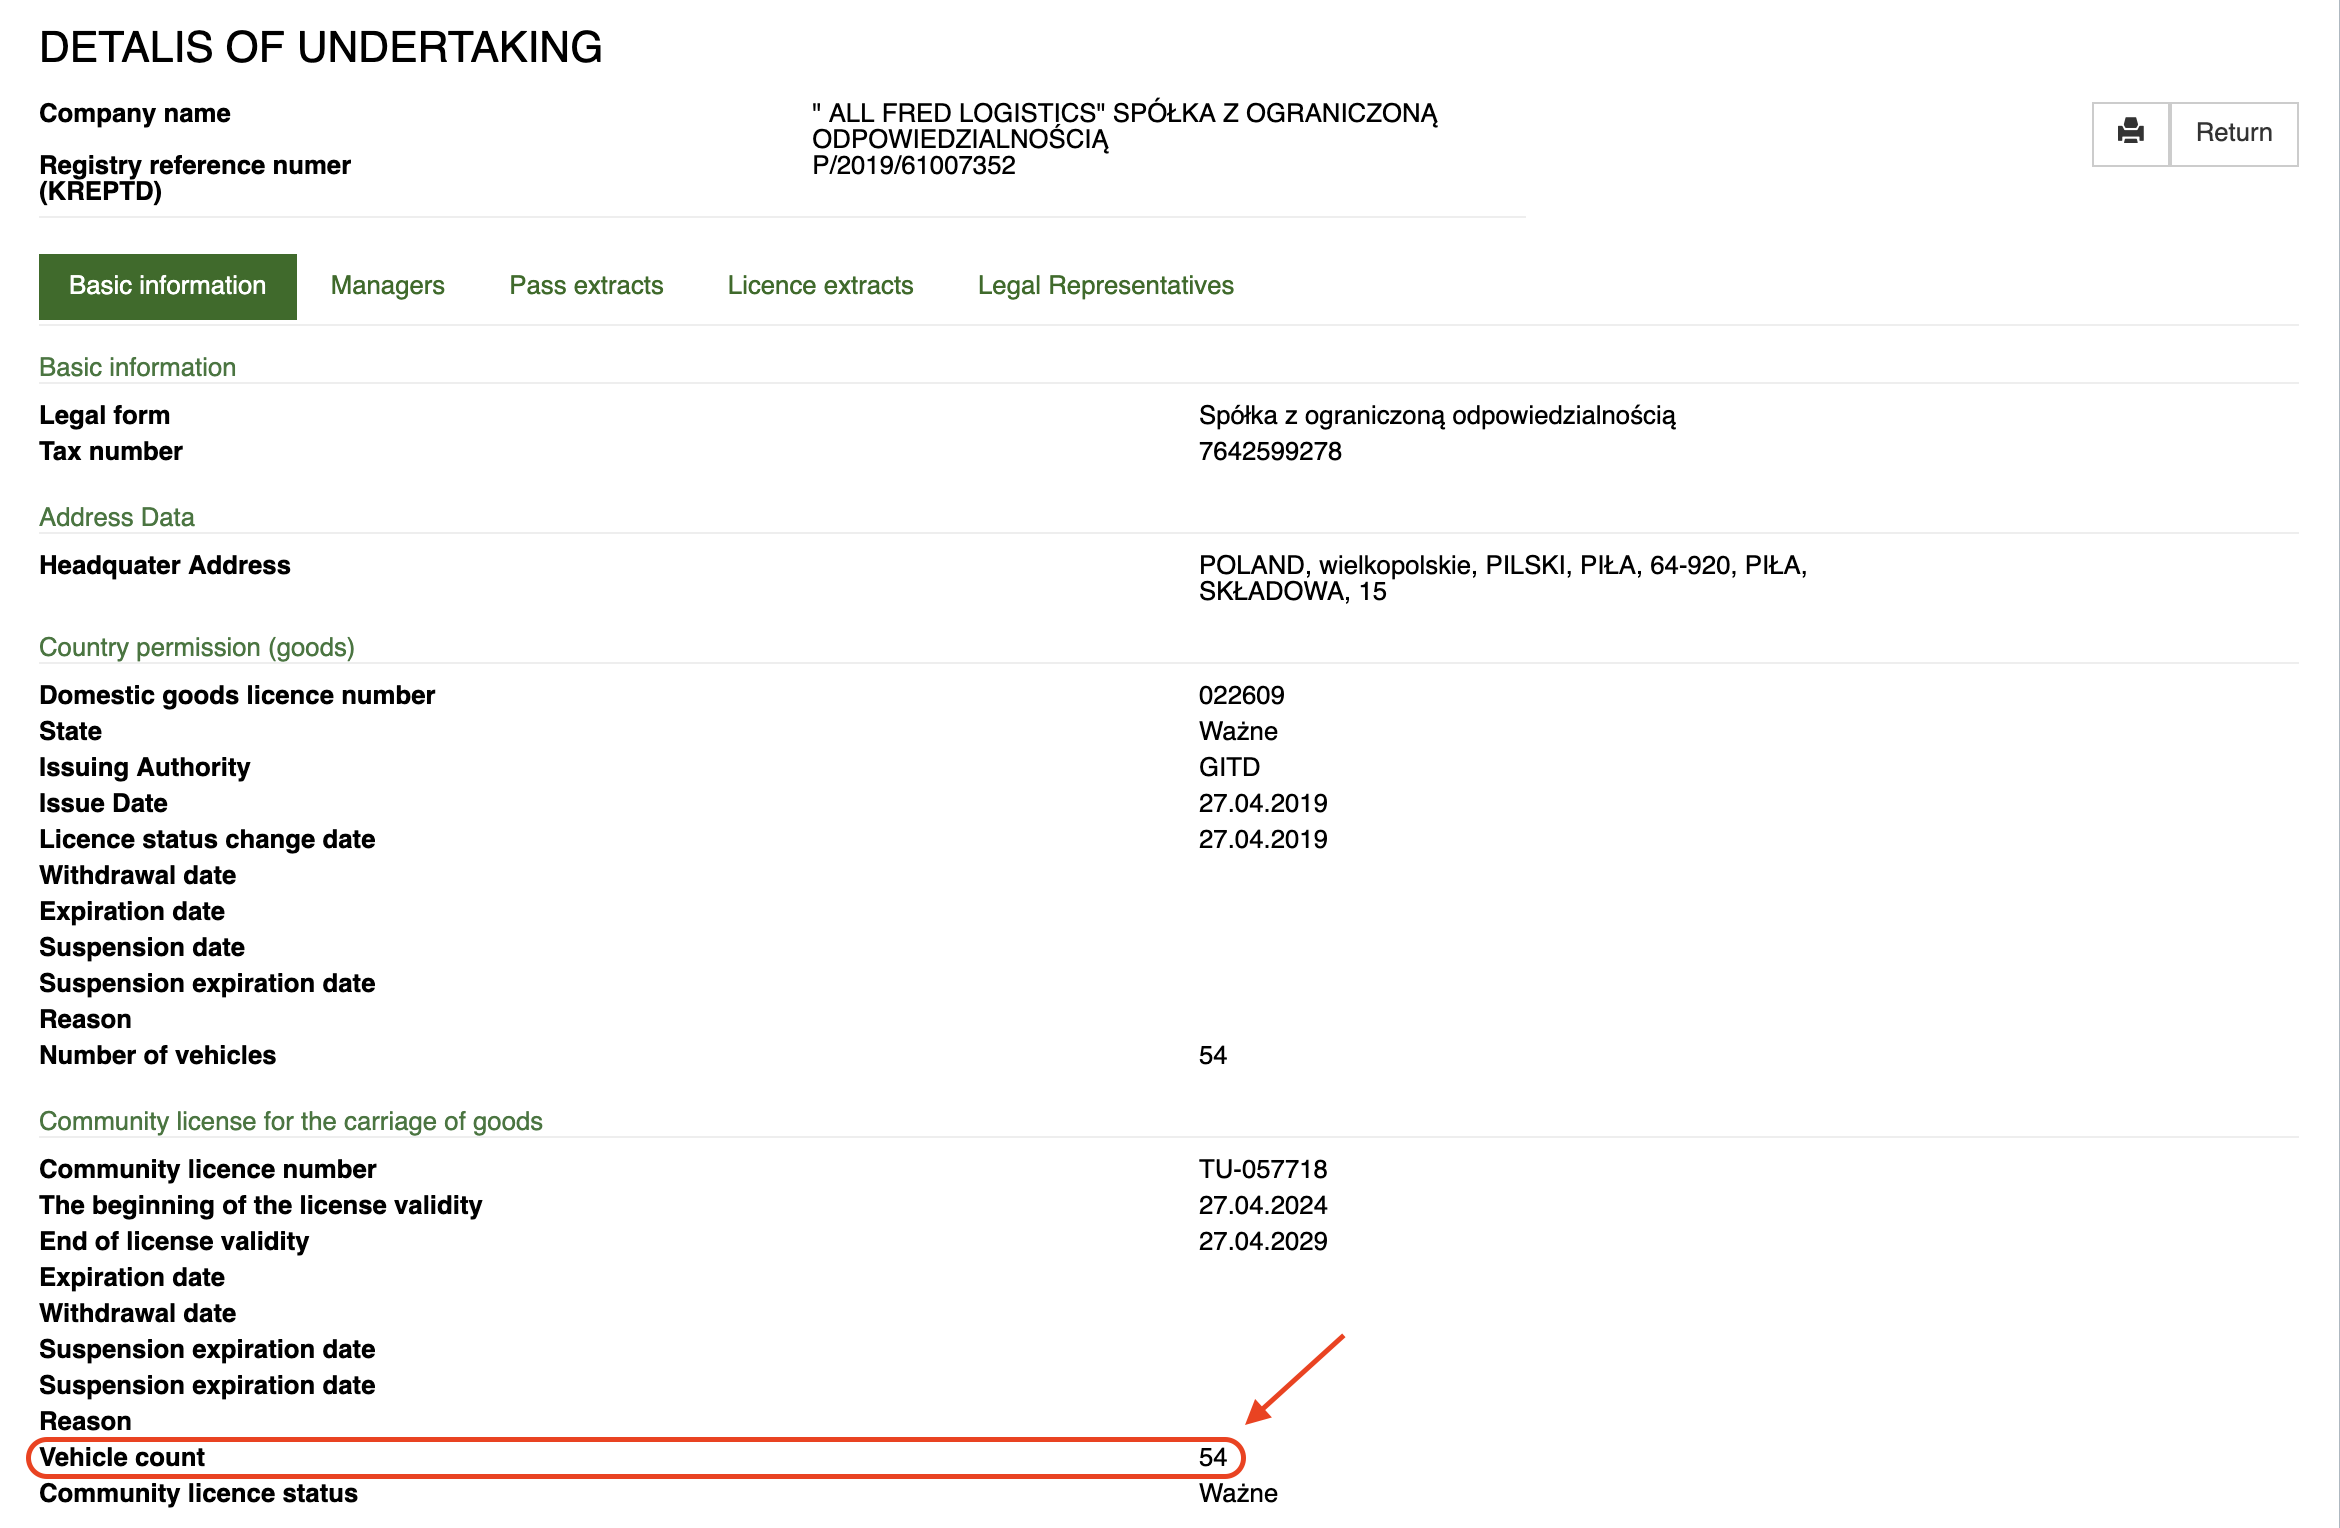 DETALIS OF UNDERTAKING
Company name " ALL FRED LOGISTICS" SPÓŁKA Z OGRANICZONĄ
ODPOWIEDZIALNOŚCIĄ
Registry reference numer P/2019/61007352
(KREPTD)
Return
Basic information Managers Pass extracts Licence extracts Legal Representatives
Basic information
Legal form Spółka z ograniczoną odpowiedzialnością
Tax number 7642599278
Address Data
Headquater Address POLAND, wielkopolskie, PILSKI, PIŁA, 64-920, PIŁA,
SKŁADOWA, 15
Country permission (goods)
Domestic goods licence number 022609
State Ważne
Issuing Authority GITD
Issue Date 27.04.2019
Licence status change date 27.04.2019
Withdrawal date
Expiration date
Suspension date
Suspension expiration date
Reason
Number of vehicles 54
Community license for the carriage of goods
Community licence number TU-057718
The beginning of the license validity 27.04.2024
End of license validity 27.04.2029
Expiration date
Withdrawal date
Suspension expiration date
Suspension expiration date
Reason
Vehicle count 54
Community licence status Ważne